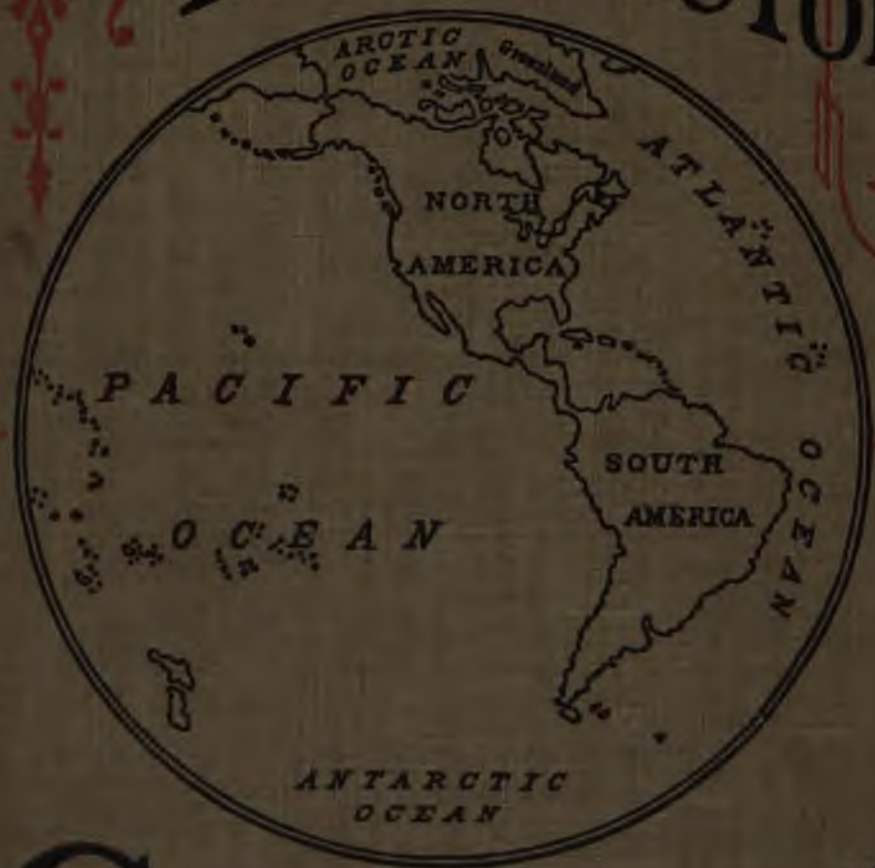 ARCTIC
OCEAN
Greenland
ATLANTIC OCEAN
NORTH
AMERICA
PACIFIC
OCEAN
SOUTH
AMERICA
ANTARCTIC
OCEAN